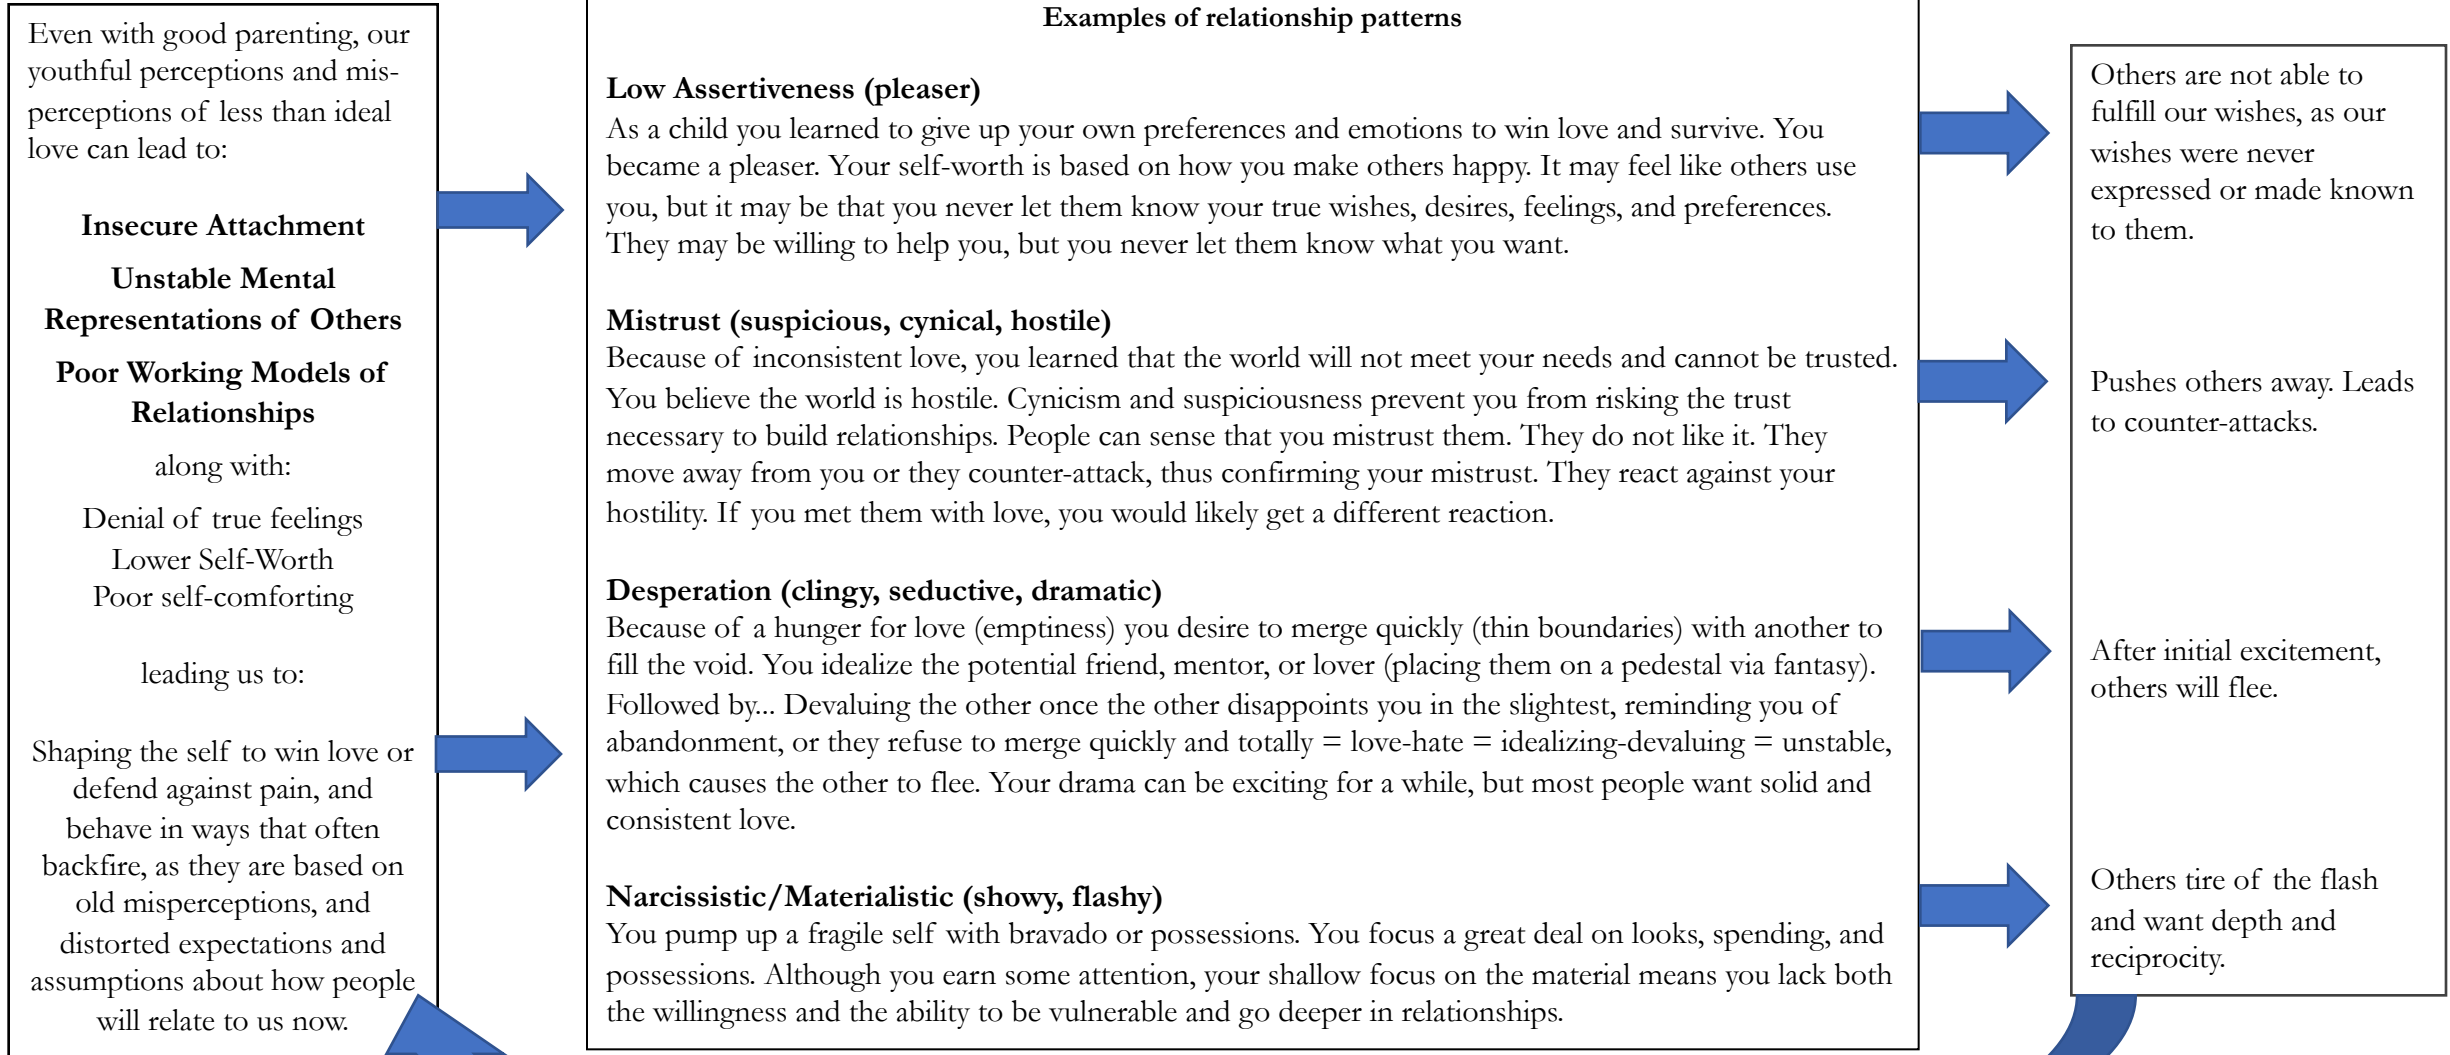 Even with good parenting, our
youthful perceptions and mis-
perceptions of less than ideal
love can lead to:
Insecure Attachment
Unstable Mental
Representations of Others
Poor Working Models of
Relationships
along with:
Denial of true feelings
Lower Self-Worth
Poor self-comforting
leading us to:
Shaping the self to win love or
defend against pain, and
behave in ways that often
backfire, as they are based on
old misperceptions, and
distorted expectations and
assumptions about how people
will relate to us now.
Examples of relationship patterns
Low Assertiveness (pleaser)
As a child you learned to give up your own preferences and emotions to win love and survive. You
became a pleaser. Your self-worth is based on how you make others happy. It may feel like others use
you, but it may be that you never let them know your true wishes, desires, feelings, and preferences.
They may be willing to help you, but you never let them know what you want.
Mistrust (suspicious, cynical, hostile)
Because of inconsistent love, you learned that the world will not meet your needs and cannot be trusted.
You believe the world is hostile. Cynicism and suspiciousness prevent you from risking the trust
necessary to build relationships. People can sense that you mistrust them. They do not like it. They
move away from you or they counter-attack, thus confirming your mistrust. They react against your
hostility. If you met them with love, you would likely get a different reaction.
Desperation (clingy, seductive, dramatic)
Because of a hunger for love (emptiness) you desire to merge quickly (thin boundaries) with another to
fill the void. You idealize the potential friend, mentor, or lover (placing them on a pedestal via fantasy).
Followed by... Devaluing the other once the other disappoints you in the slightest, reminding you of
abandonment, or they refuse to merge quickly and totally = love-hate = idealizing-devaluing = unstable,
which causes the other to flee. Your drama can be exciting for a while, but most people want solid and
consistent love.
Narcissistic/Materialistic (showy, flashy)
You pump up a fragile self with bravado or possessions. You focus a great deal on looks, spending, and
possessions. Although you earn some attention, your shallow focus on the material means you lack both
the willingness and the ability to be vulnerable and go deeper in relationships.
Others are not able to
fulfill our wishes, as our
wishes were never
expressed or made known
to them.
Pushes others away. Leads
to counter-attacks.
After initial excitement,
others will flee.
Others tire of the flash
and want depth and
reciprocity.